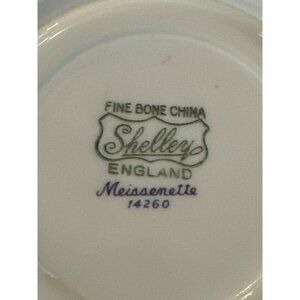 FINE BONE CHINA
Shelley
ENGLAND
Meissenette
14260